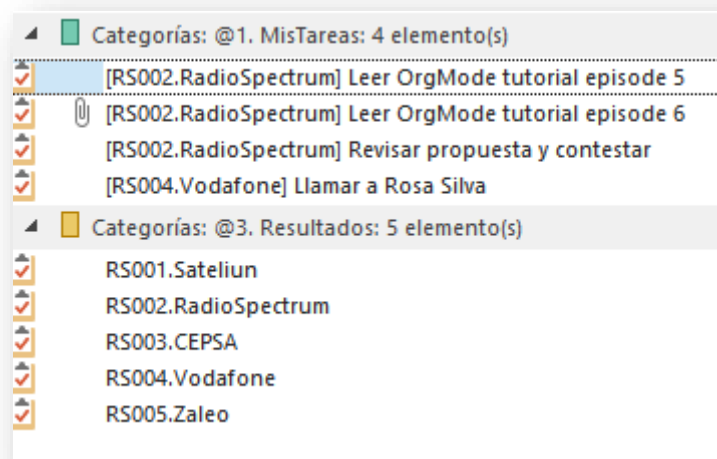 Categorías: @1. MisTareas: 4 elemento(s)
[RS002.RadioSpectrum] Leer OrgMode tutorial episode 5
[RS002.RadioSpectrum] Leer OrgMode tutorial episode 6
[RS002.RadioSpectrum] Revisar propuesta y contestar
[RS004.Vodafone] Llamar a Rosa Silva
Categorías: @3. Resultados: 5 elemento(s)
RS001.Sateliun
RS002.RadioSpectrum
RS003.CEPSA
RS004.Vodafone
RS005.Zaleo